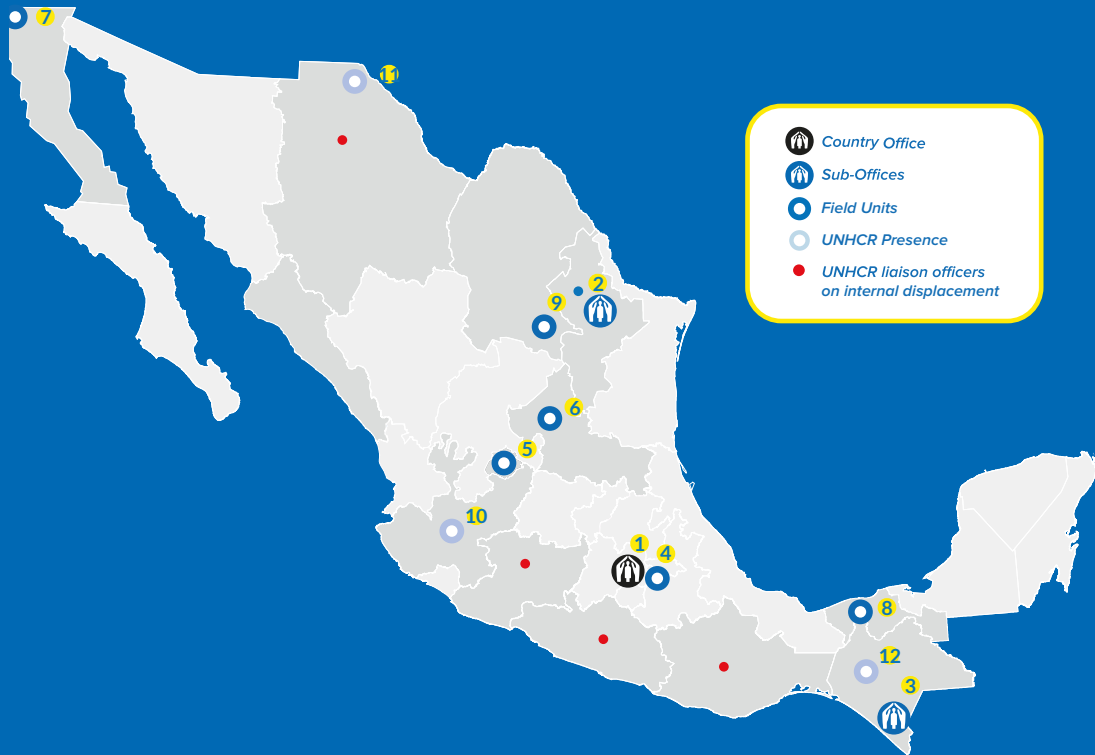 7
11
Country Office
Sub-Offices
Field Units
UNHCR Presence
UNHCR liaison officers
on internal displacement
2
9
6
5
10
1
4
8
12
3